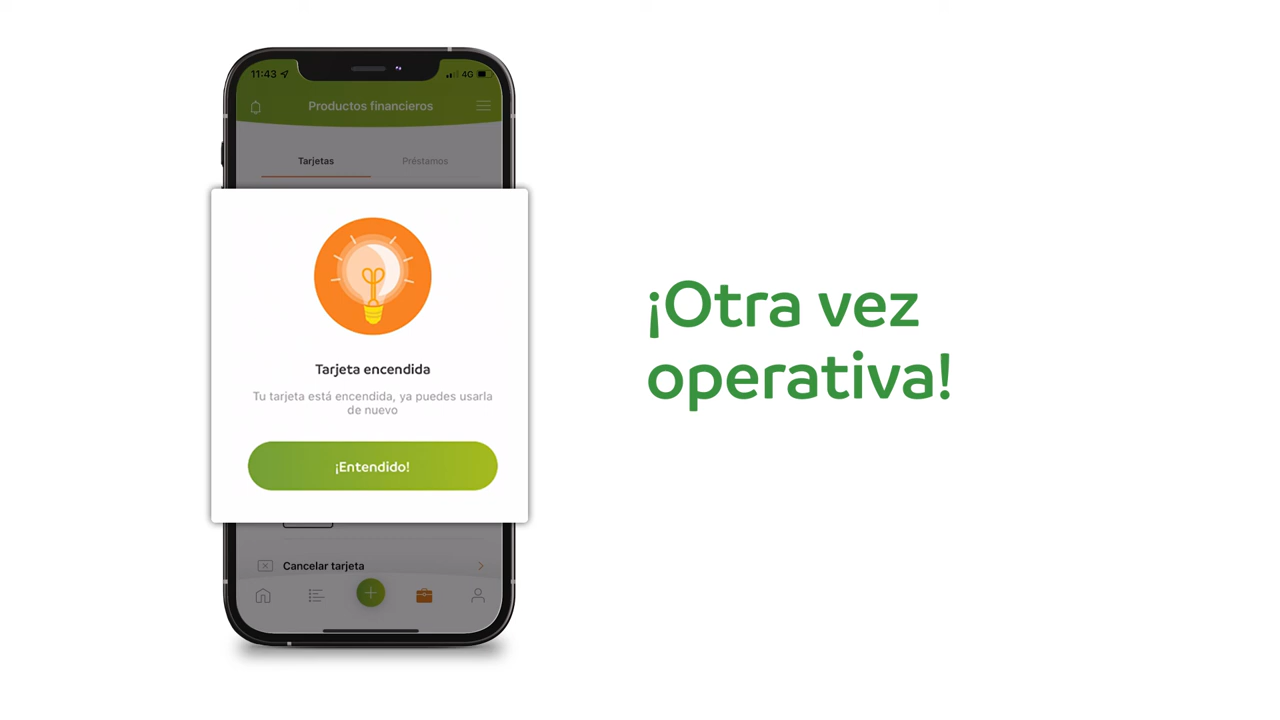 11:43
4G
Productos financieros
Tarjetas
Préstamos
Tarjeta encendida
Tu tarjeta está encendida, ya puedes usarla
de nuevo
¡Entendido!
Cancelar tarjeta
¡Otra vez
operativa!